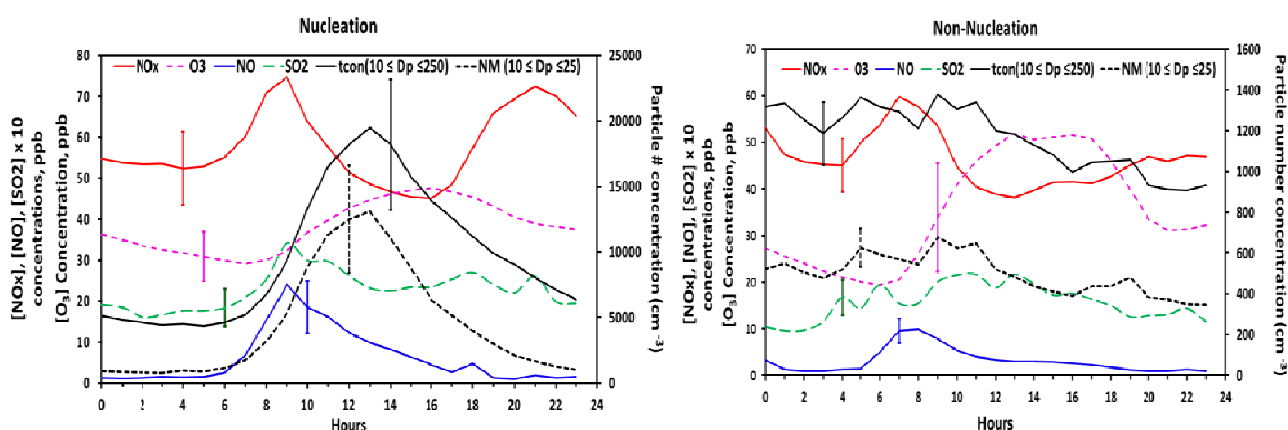 Nucleation
[NOx], [NO], [SO2] x 10
concentrations, ppb
[O3] Concentration, ppb
80
70
60
50
40
30
20
10
0
NOx O3 NO SO2 tcon(10 ≤ Dp ≤250) NM (10 ≤ Dp ≤25)
25000
20000
15000
10000
5000
0
Particle # concentration (cm -3)
0 2 4 6 8 10 12 14 16 18 20 22 24
Hours
Non-Nucleation
[NOx], [NO], [SO2] x 10
concentrations, ppb
[O3] Concentration, ppb
70
60
50
40
30
20
10
0
NOx O3 NO SO2 tcon(10 ≤ Dp ≤250) NM (10 ≤ Dp ≤25)
1600
1400
1200
1000
800
600
400
200
0
Particle number concentration (cm -3)
0 2 4 6 8 10 12 14 16 18 20 22 24
Hours